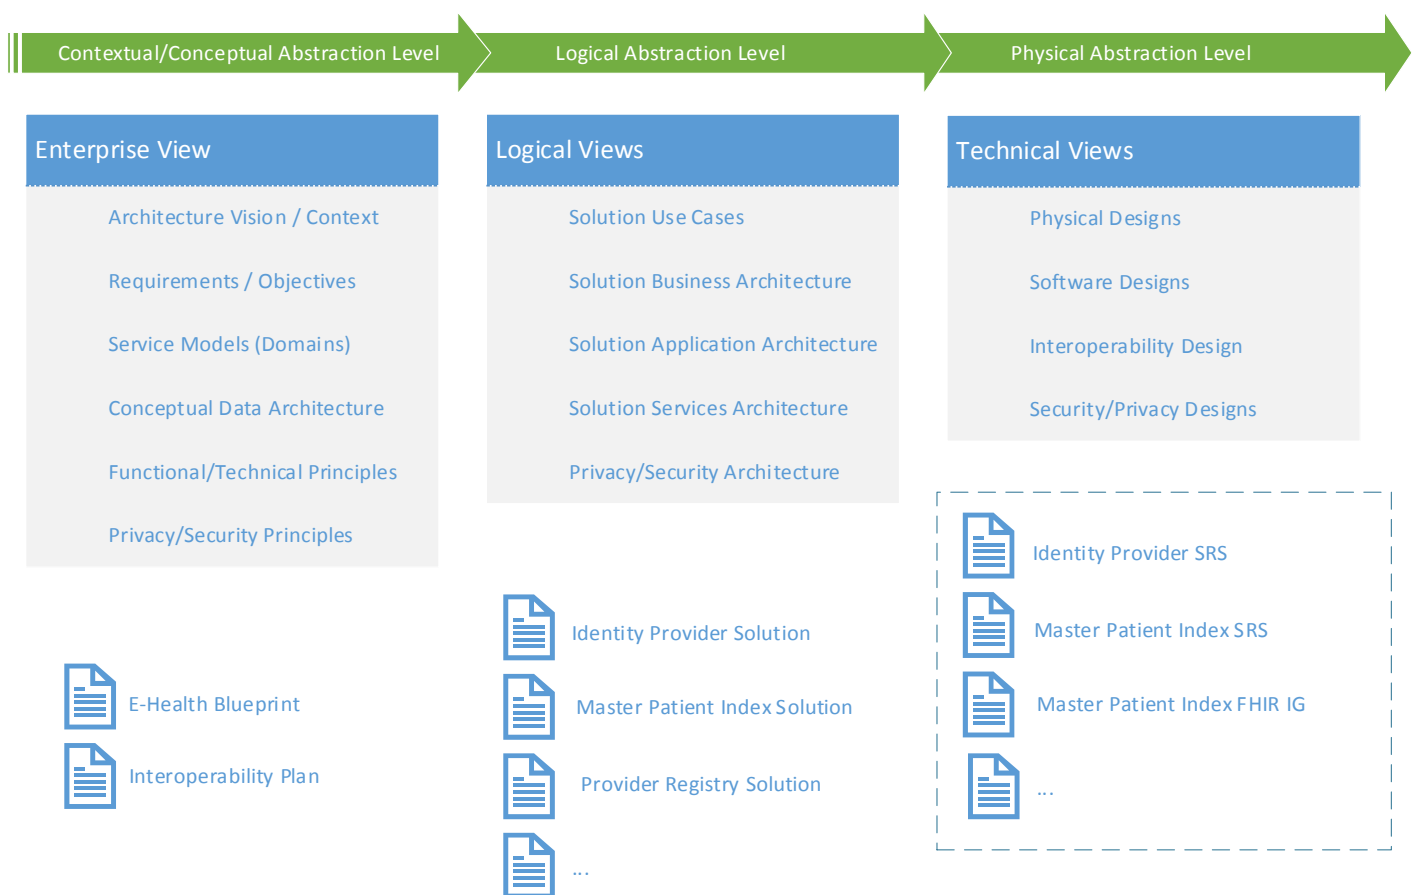 Contextual/Conceptual Abstraction Level
Logical Abstraction Level
Physical Abstraction Level
Enterprise View
Architecture Vision / Context
Requirements / Objectives
Service Models (Domains)
Conceptual Data Architecture
Functional/Technical Principles
Privacy/Security Principles
E-Health Blueprint
Interoperability Plan
Logical Views
Solution Use Cases
Solution Business Architecture
Solution Application Architecture
Solution Services Architecture
Privacy/Security Architecture
Identity Provider Solution
Master Patient Index Solution
Provider Registry Solution
...
Technical Views
Physical Designs
Software Designs
Interoperability Design
Security/Privacy Designs
Identity Provider SRS
Master Patient Index SRS
Master Patient Index FHIR IG
...